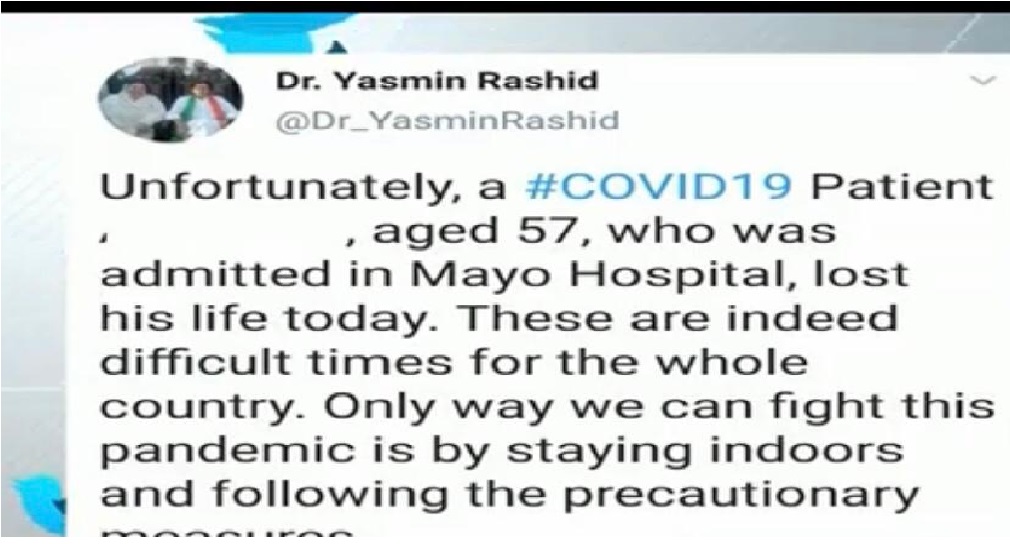 Dr. Yasmin Rashid
@Dr_YasminRashid
Unfortunately, a #COVID19 Patient
, , aged 57, who was
admitted in Mayo Hospital, lost
his life today. These are indeed
difficult times for the whole
country. Only way we can fight this
pandemic is by staying indoors
and following the precautionary
measures